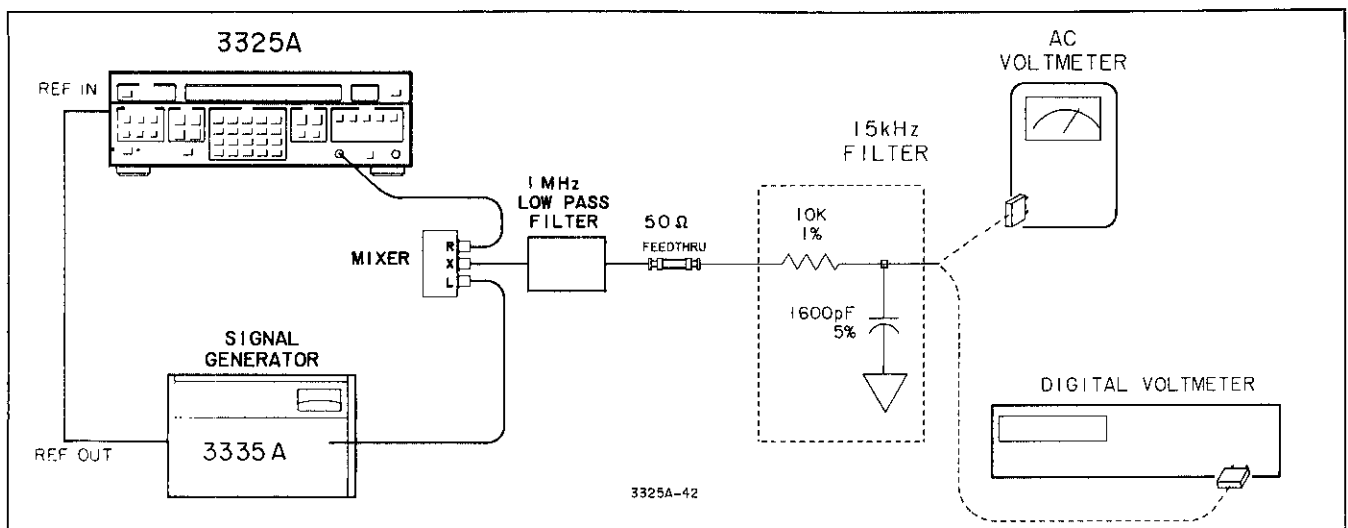 3325A
REF IN
AC
VOLTMETER
15kHz
FILTER
1MHz
LOW PASS
FILTER
50Ω
FEEDTHRU
10K
1%
MIXER
R
X
L
1600pF
5%
SIGNAL
GENERATOR
3335A
REF OUT
DIGITAL VOLTMETER
3325A-42